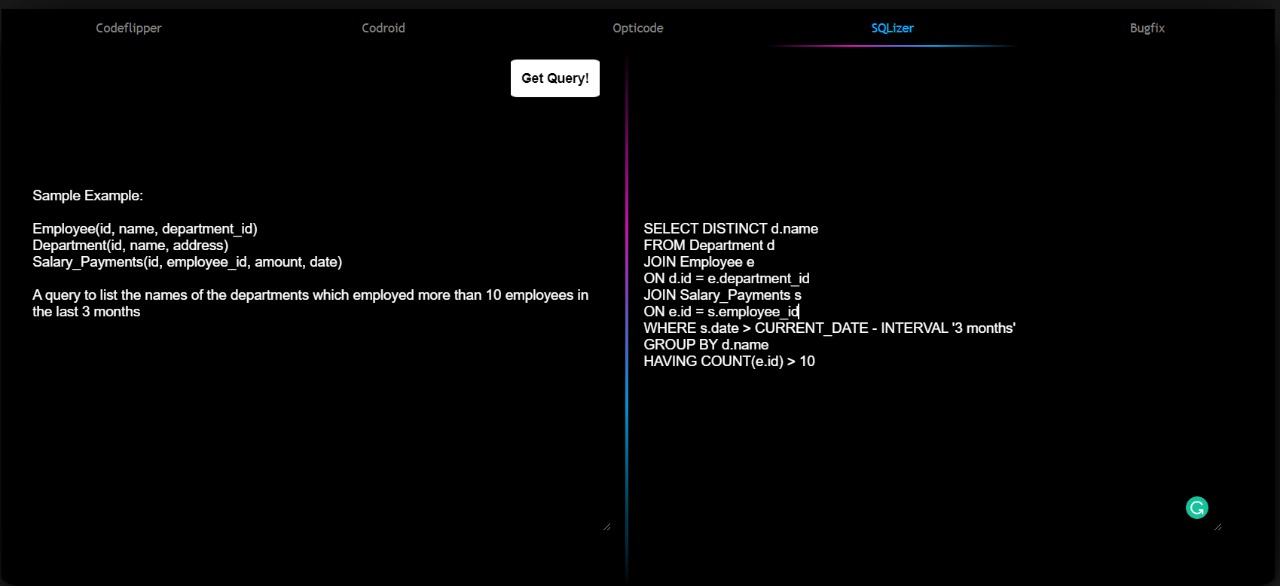 Codeflipper
Codroid
Opticode
SQLizer
Bugfix
Get Query!
Sample Example:
Employee(id, name, department_id)
Department(id, name, address)
Salary_Payments(id, employee_id, amount, date)
A query to list the names of the departments which employed more than 10 employees in
the last 3 months
SELECT DISTINCT d.name
FROM Department d
JOIN Employee e
ON d.id = e.department_id
JOIN Salary_Payments s
ON e.id = s.employee_id
WHERE s.date > CURRENT_DATE - INTERVAL '3 months'
GROUP BY d.name
HAVING COUNT(e.id) > 10